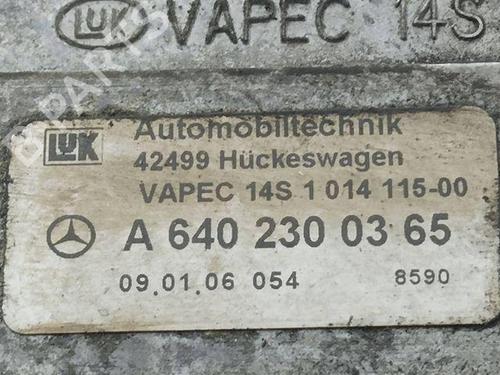 LUK VAPEC 14S
LUK Automobiltechnik
42499 Hückeswagen
VAPEC 14S 1 014 115-00
A 640 230 03 65
09.01.06 054 8590